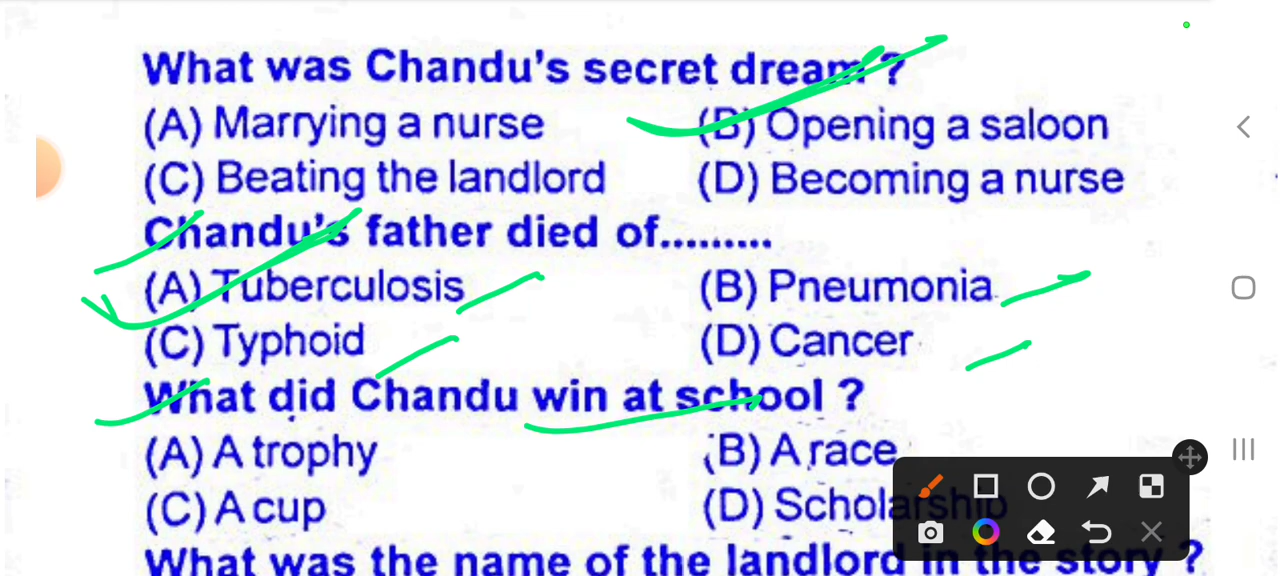 What was Chandu's secret dream ?
(A) Marrying a nurse (B) Opening a saloon
(C) Beating the landlord (D) Becoming a nurse
Chandu's father died of.........
(A) Tuberculosis (B) Pneumonia
(C) Typhoid (D) Cancer
What did Chandu win at school ?
(A) A trophy (B) A race
(C) A cup (D) Scholarship
What was the name of the landlord in the story ?